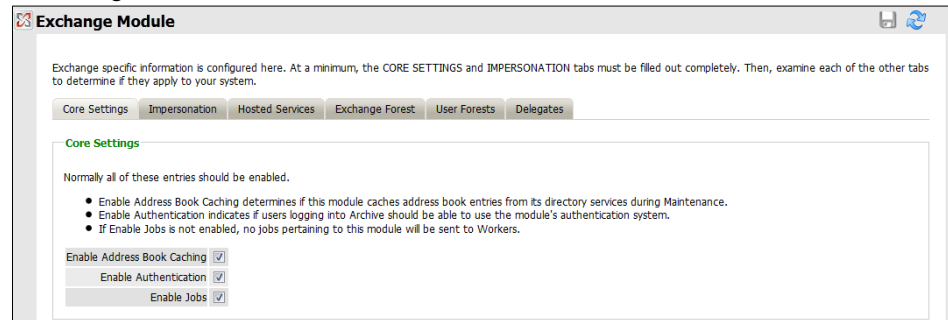 Exchange Module
Exchange specific information is configured here. At a minimum, the CORE SETTINGS and IMPERSONATION tabs must be filled out completely. Then, examine each of the other tabs
to determine if they apply to your system.
Core Settings Impersonation Hosted Services Exchange Forest User Forests Delegates
Core Settings
Normally all of these entries should be enabled.
• Enable Address Book Caching determines if this module caches address book entries from its directory services during Maintenance.
• Enable Authentication indicates if users logging into Archive should be able to use the module's authentication system.
• If Enable Jobs is not enabled, no jobs pertaining to this module will be sent to Workers.
Enable Address Book Caching
Enable Authentication
Enable Jobs